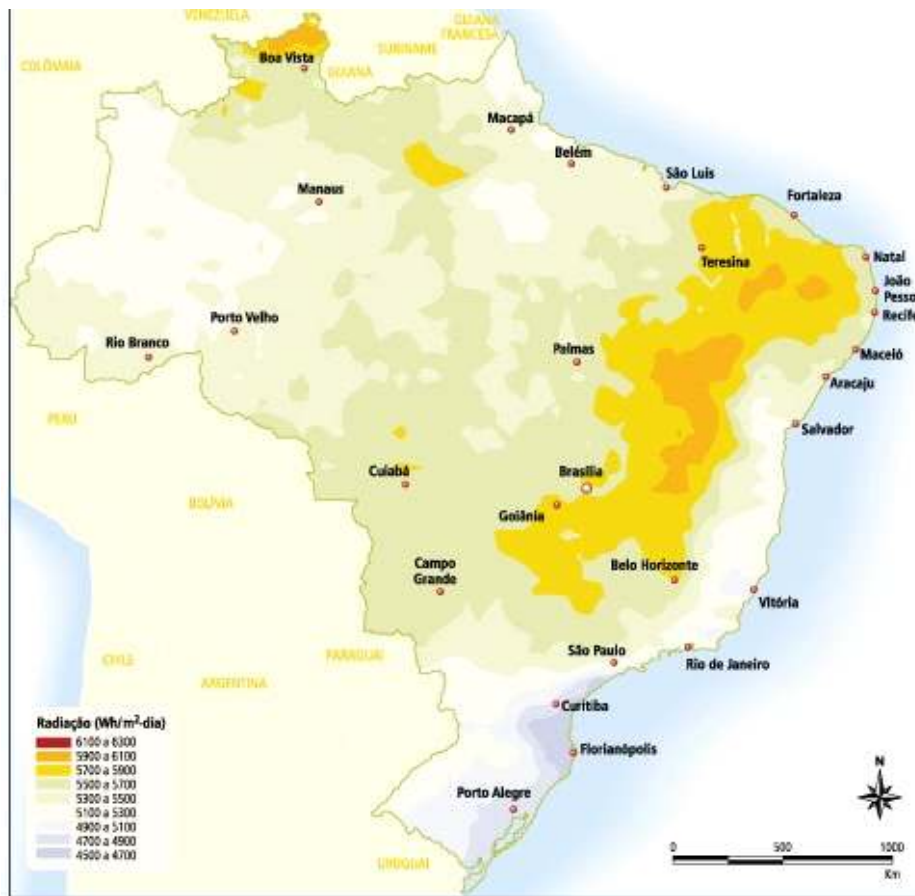 VENEZUELA
GUIANA
FRANCESA
SURINAME
COLÔMBIA
Boa Vista
GUIANA
Macapá
Belém
São Luis
Fortaleza
Manaus
Teresina
Natal
João
Pesso
Recife
Porto Velho
Rio Branco
Palmas
Maceió
Aracaju
PERU
Salvador
Cuiabá
Brasília
BOLÍVIA
Goiânia
Campo
Grande
Belo Horizonte
Vitória
São Paulo
Rio de Janeiro
CHILE
PARAGUAI
ARGENTINA
Curitiba
Radiação (Wh/m²-dia)
6100 a 6300
5900 a 6100
5700 a 5900
5500 a 5700
5300 a 5500
5100 a 5300
4900 a 5100
4700 a 4900
4500 a 4700
Florianópolis
Porto Alegre
N
URUGUAI
0 500 1000
Km